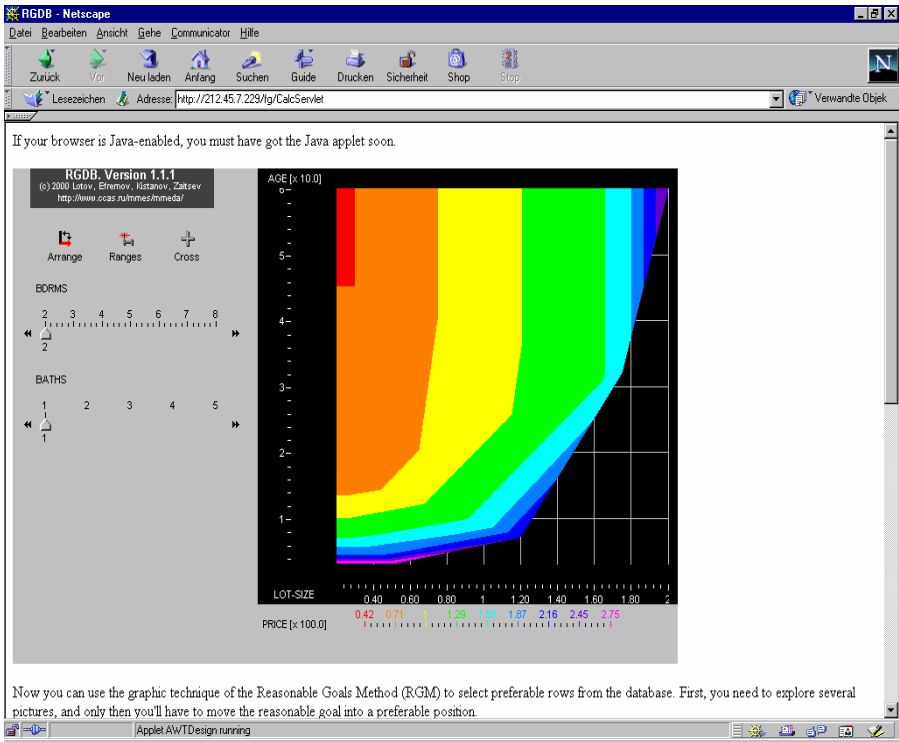 RGDB - Netscape
Datei Bearbeiten Ansicht Gehe Communicator Hilfe
Zurück Vor Neu laden Anfang Suchen Guide Drucken Sicherheit Shop Stop
N
Lesezeichen Adresse: http://212.45.7.229/fg/CalcServlet Verwandte Objek
If your browser is Java-enabled, you must have got the Java applet soon.
RGDB. Version 1.1.1
(c) 2000 Lotov, Efremov, Kistanov, Zaitsev
http://www.ccas.ru/mmes/mmeda/
Arrange Ranges Cross
BDRMS
2 3 4 5 6 7 8
2
BATHS
1 2 3 4 5
1
AGE [x 10.0]
6
5
4
3
2
1
LOT-SIZE
0.40 0.60 0.80 1 1.20 1.40 1.60 1.80 2
PRICE [x 100.0]
0.42 0.71 1 1.29 1.87 2.16 2.45 2.75
Now you can use the graphic technique of the Reasonable Goals Method (RGM) to select preferable rows from the database. First, you need to explore several
pictures, and only then you'll have to move the reasonable goal into a preferable position.
Applet AWTDesign running